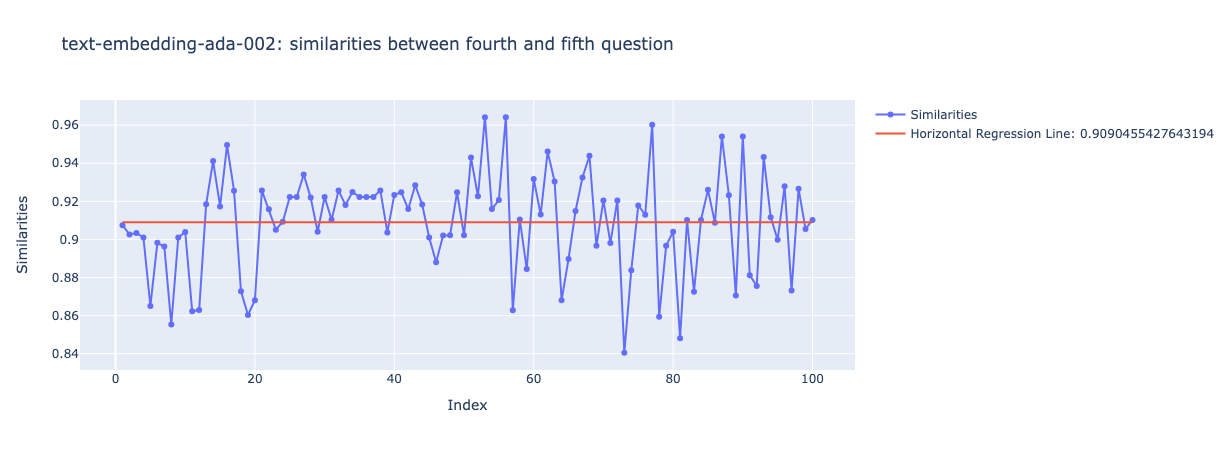 text-embedding-ada-002: similarities between fourth and fifth question
Similarities
Horizontal Regression Line: 0.9090455427643194
0.96
0.94
0.92
0.9
0.88
0.86
0.84
Similarities
0 20 40 60 80 100
Index